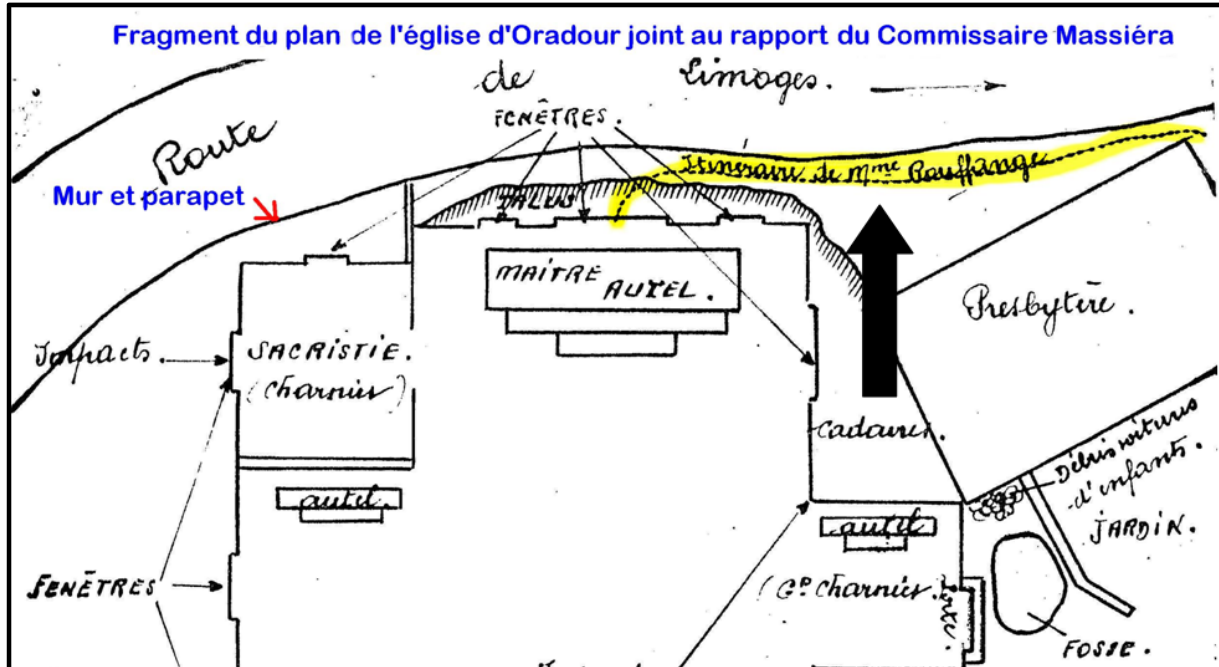 Fragment du plan de l'église d'Oradour joint au rapport du Commissaire Massiéra
Route
de
Limoges.
FENÊTRES.
Itinéraire de Mme Rouffange
Mur et parapet
TALUS
MAITRE
AUTEL.
Presbytère.
Impacts.
SACRISTIE.
(Charnier)
Cadavres.
Débris voitures
d'enfants.
autel.
autel
JARDIN.
FENÊTRES
(Gd Charnier.
Porte.
FOSSE.